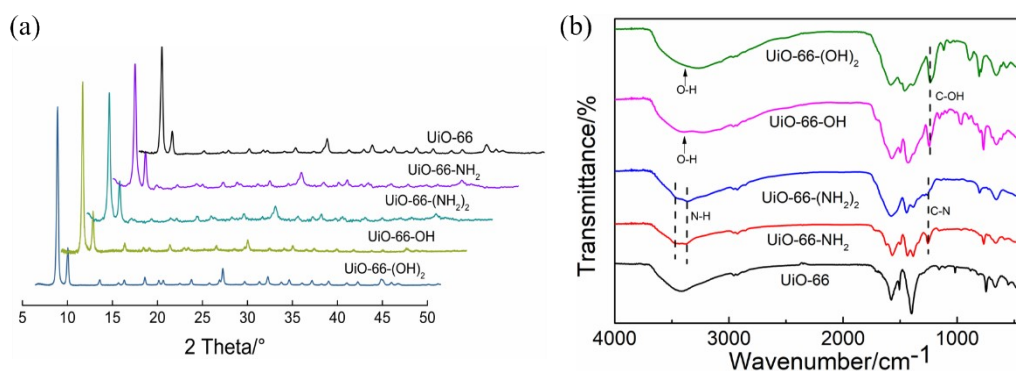 (a)
UiO-66
UiO-66-NH₂
UiO-66-(NH₂)₂
UiO-66-OH
UiO-66-(OH)₂
5 10 15 20 25 30 35 40 45 50
2 Theta/°
(b)
Transmittance/%
UiO-66-(OH)₂
O-H
C-OH
UiO-66-OH
O-H
UiO-66-(NH₂)₂
N-H
C-N
UiO-66-NH₂
UiO-66
4000 3000 2000 1000
Wavenumber/cm⁻¹